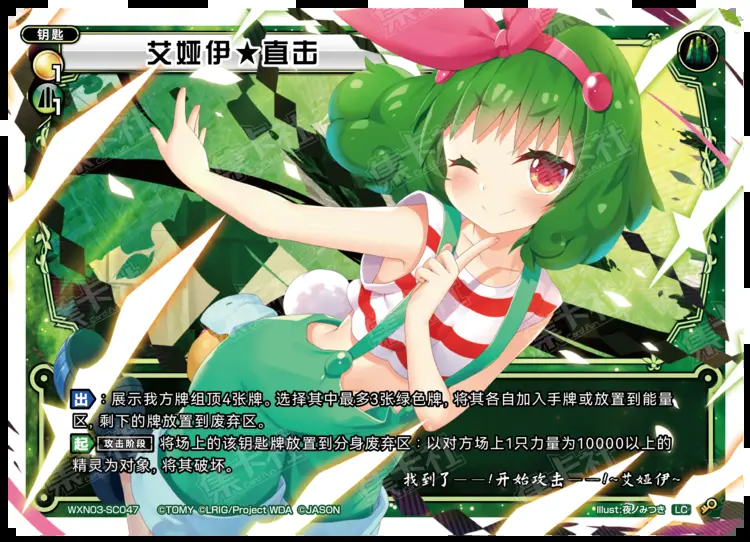 钥匙
艾娅伊★直击
1
1
出：展示我方牌组顶4张牌。选择其中最多3张绿色牌，将其各自加入手牌或放置到能量
区，剩下的牌放置到废弃区。
起 攻击阶段 将场上的该钥匙牌放置到分身废弃区：以对方场上1只力量为10000以上的
精灵为对象，将其破坏。
找到了——！开始攻击——！~艾娅伊~
WXN03-SC047 ©TOMY ©LRIG/Project WDA ©JASON
Illust:夜ノみつき LC
集卡社